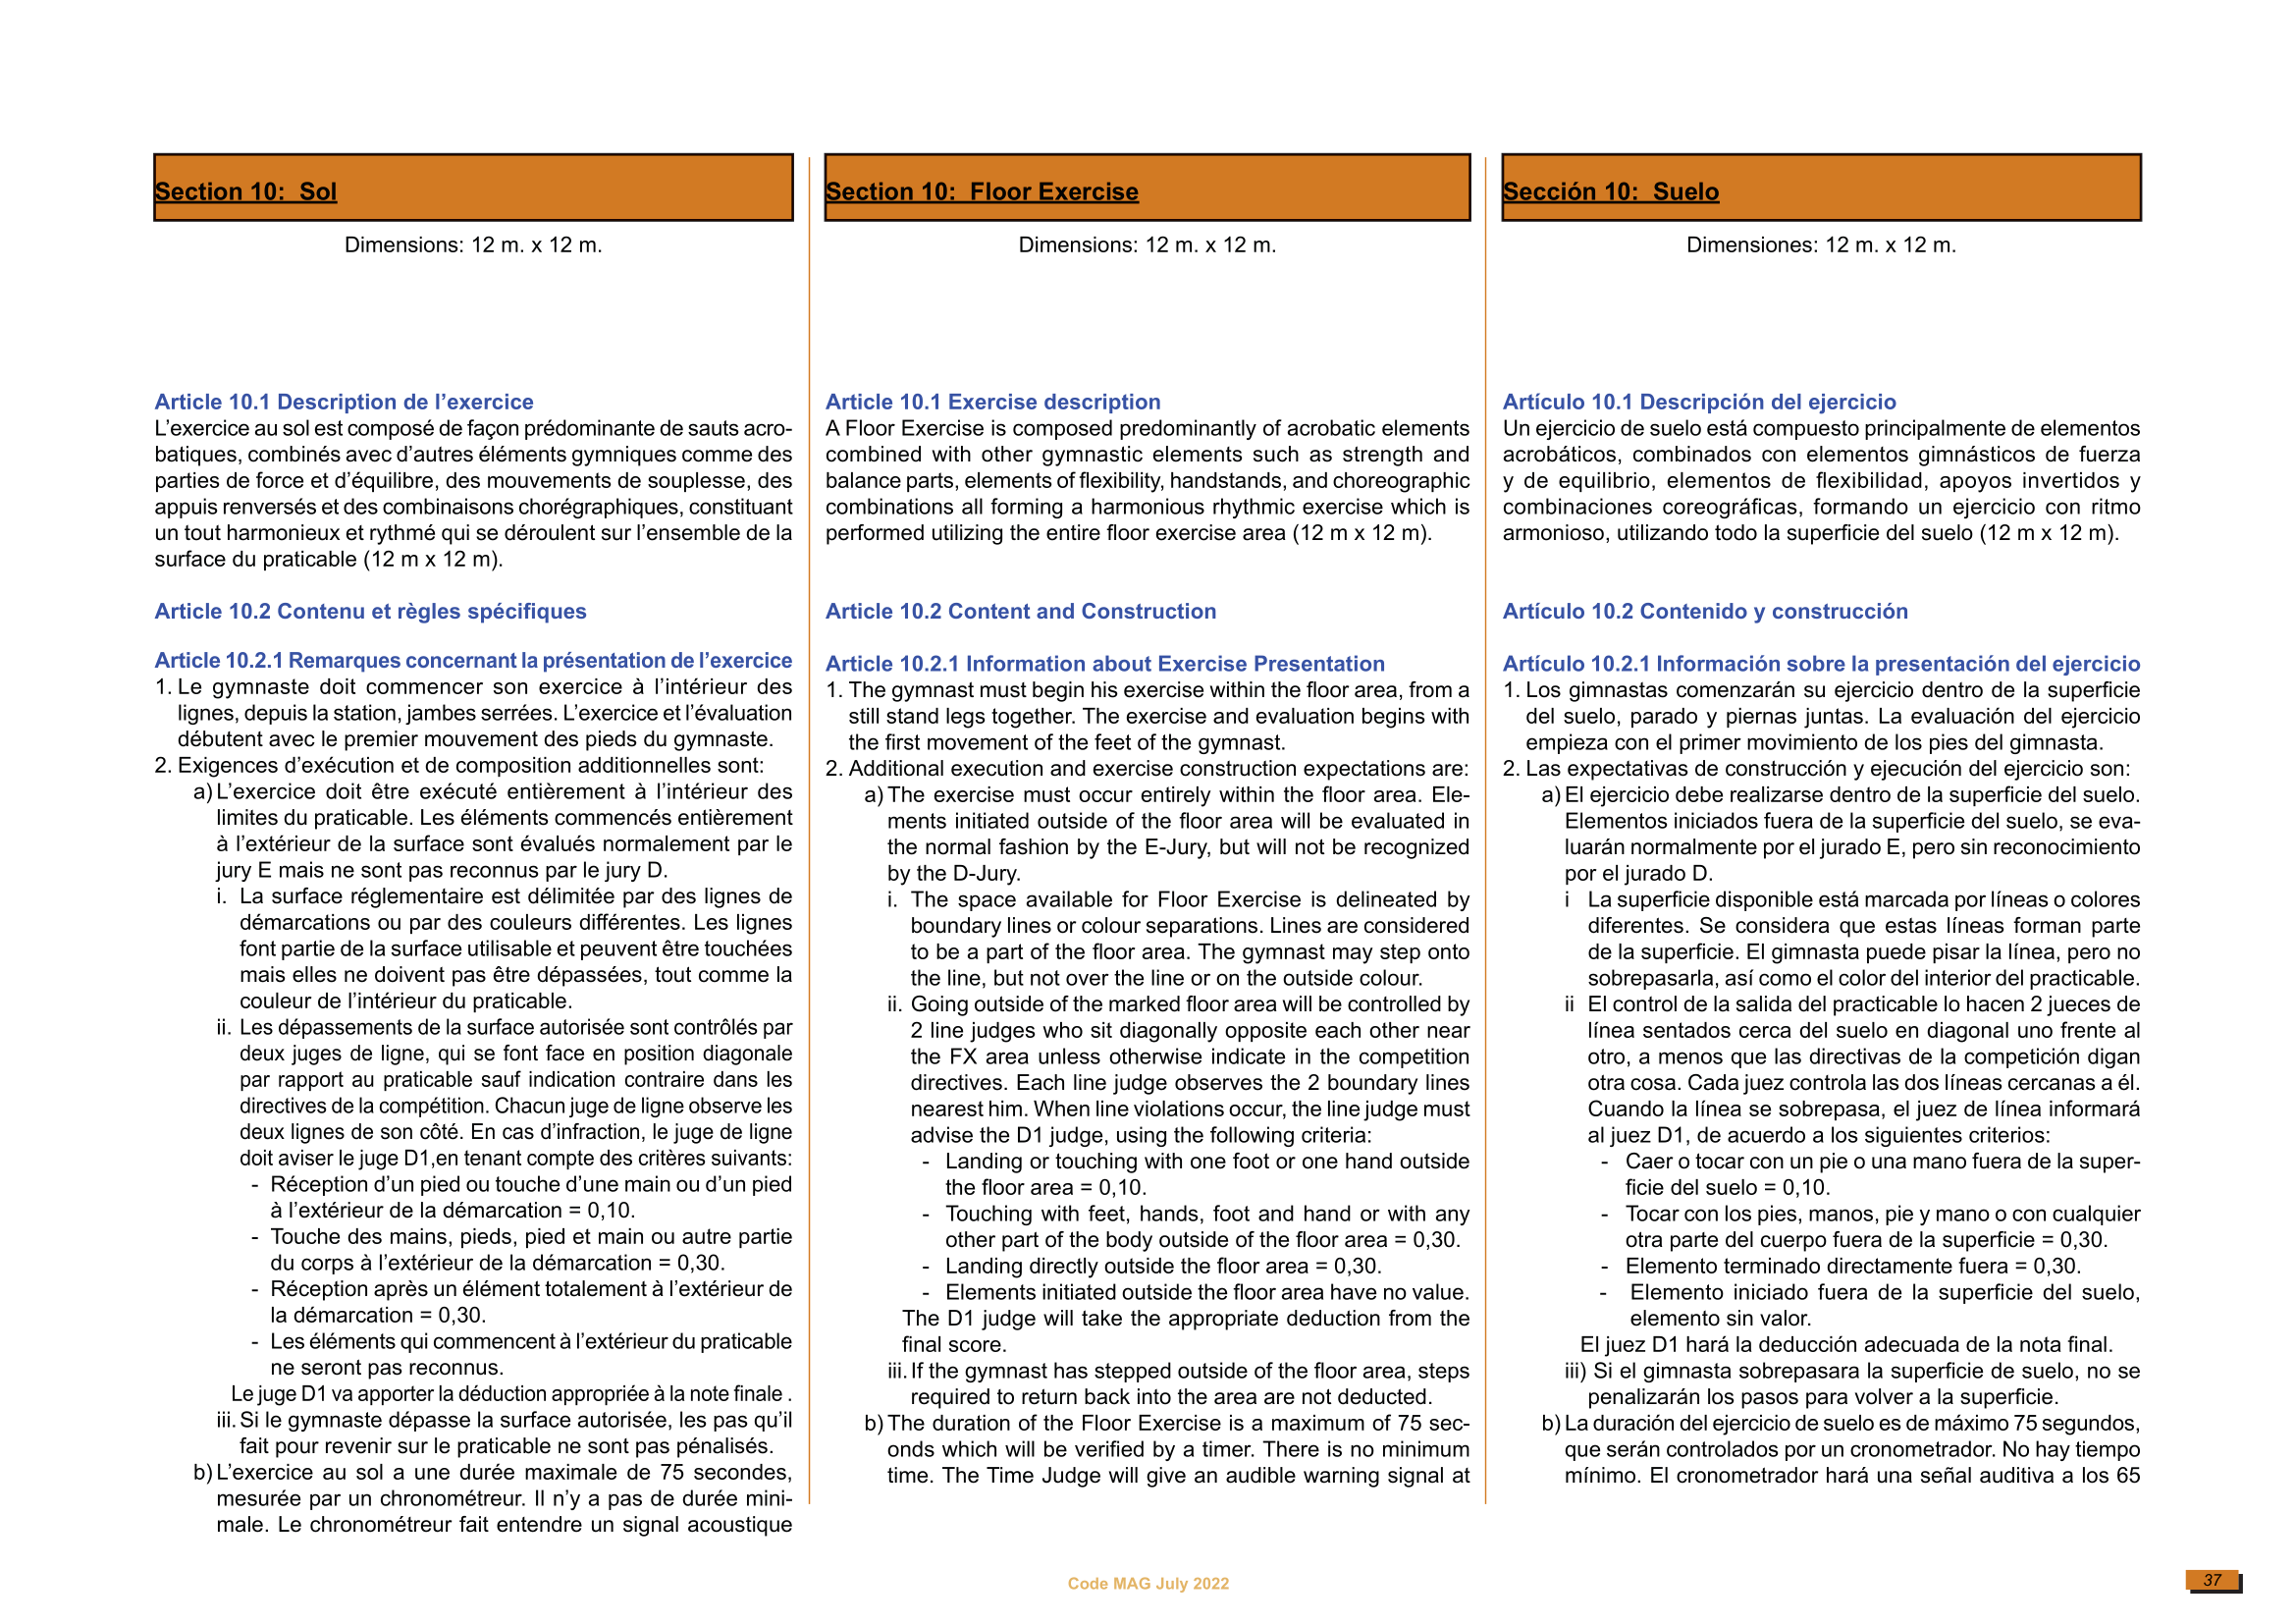 Section 10:  Sol
Dimensions: 12 m. x 12 m.
Article 10.1 Description de l’exercice
L’exercice au sol est composé de façon prédominante de sauts acro-
batiques, combinés avec d’autres éléments gymniques comme des
parties de force et d’équilibre, des mouvements de souplesse, des
appuis renversés et des combinaisons chorégraphiques, constituant
un tout harmonieux et rythmé qui se déroulent sur l’ensemble de la
surface du praticable (12 m x 12 m).
Article 10.2 Contenu et règles spécifiques
Article 10.2.1 Remarques concernant la présentation de l’exercice
1. Le gymnaste doit commencer son exercice à l’intérieur des
lignes, depuis la station, jambes serrées. L’exercice et l’évaluation
débutent avec le premier mouvement des pieds du gymnaste.
2. Exigences d’exécution et de composition additionnelles sont:
a) L’exercice doit être exécuté entièrement à l’intérieur des
limites du praticable. Les éléments commencés entièrement
à l’extérieur de la surface sont évalués normalement par le
jury E mais ne sont pas reconnus par le jury D.
i. La surface réglementaire est délimitée par des lignes de
démarcations ou par des couleurs différentes. Les lignes
font partie de la surface utilisable et peuvent être touchées
mais elles ne doivent pas être dépassées, tout comme la
couleur de l’intérieur du praticable.
ii. Les dépassements de la surface autorisée sont contrôlés par
deux juges de ligne, qui se font face en position diagonale
par rapport au praticable sauf indication contraire dans les
directives de la compétition. Chacun juge de ligne observe les
deux lignes de son côté. En cas d’infraction, le juge de ligne
doit aviser le juge D1,en tenant compte des critères suivants:
- Réception d’un pied ou touche d’une main ou d’un pied
à l’extérieur de la démarcation = 0,10.
- Touche des mains, pieds, pied et main ou autre partie
du corps à l’extérieur de la démarcation = 0,30.
- Réception après un élément totalement à l’extérieur de
la démarcation = 0,30.
- Les éléments qui commencent à l’extérieur du praticable
ne seront pas reconnus.
Le juge D1 va apporter la déduction appropriée à la note finale .
iii. Si le gymnaste dépasse la surface autorisée, les pas qu’il
fait pour revenir sur le praticable ne sont pas pénalisés.
b) L’exercice au sol a une durée maximale de 75 secondes,
mesurée par un chronométreur. Il n’y a pas de durée mini-
male. Le chronométreur fait entendre un signal acoustique
Section 10:  Floor Exercise
Dimensions: 12 m. x 12 m.
Article 10.1 Exercise description
A Floor Exercise is composed predominantly of acrobatic elements
combined with other gymnastic elements such as strength and
balance parts, elements of flexibility, handstands, and choreographic
combinations all forming a harmonious rhythmic exercise which is
performed utilizing the entire floor exercise area (12 m x 12 m).
Article 10.2 Content and Construction
Article 10.2.1 Information about Exercise Presentation
1. The gymnast must begin his exercise within the floor area, from a
still stand legs together. The exercise and evaluation begins with
the first movement of the feet of the gymnast.
2. Additional execution and exercise construction expectations are:
a) The exercise must occur entirely within the floor area. Ele-
ments initiated outside of the floor area will be evaluated in
the normal fashion by the E-Jury, but will not be recognized
by the D-Jury.
i. The space available for Floor Exercise is delineated by
boundary lines or colour separations. Lines are considered
to be a part of the floor area. The gymnast may step onto
the line, but not over the line or on the outside colour.
ii. Going outside of the marked floor area will be controlled by
2 line judges who sit diagonally opposite each other near
the FX area unless otherwise indicate in the competition
directives. Each line judge observes the 2 boundary lines
nearest him. When line violations occur, the line judge must
advise the D1 judge, using the following criteria:
- Landing or touching with one foot or one hand outside
the floor area = 0,10.
- Touching with feet, hands, foot and hand or with any
other part of the body outside of the floor area = 0,30.
- Landing directly outside the floor area = 0,30.
- Elements initiated outside the floor area have no value.
The D1 judge will take the appropriate deduction from the
final score.
iii. If the gymnast has stepped outside of the floor area, steps
required to return back into the area are not deducted.
b) The duration of the Floor Exercise is a maximum of 75 sec-
onds which will be verified by a timer. There is no minimum
time. The Time Judge will give an audible warning signal at
Sección 10:  Suelo
Dimensiones: 12 m. x 12 m.
Artículo 10.1 Descripción del ejercicio
Un ejercicio de suelo está compuesto principalmente de elementos
acrobáticos, combinados con elementos gimnásticos de fuerza
y de equilibrio, elementos de flexibilidad, apoyos invertidos y
combinaciones coreográficas, formando un ejercicio con ritmo
armonioso, utilizando todo la superficie del suelo (12 m x 12 m).
Artículo 10.2 Contenido y construcción
Artículo 10.2.1 Información sobre la presentación del ejercicio
1. Los gimnastas comenzarán su ejercicio dentro de la superficie
del suelo, parado y piernas juntas. La evaluación del ejercicio
empieza con el primer movimiento de los pies del gimnasta.
2. Las expectativas de construcción y ejecución del ejercicio son:
a) El ejercicio debe realizarse dentro de la superficie del suelo.
Elementos iniciados fuera de la superficie del suelo, se eva-
luarán normalmente por el jurado E, pero sin reconocimiento
por el jurado D.
i La superficie disponible está marcada por líneas o colores
diferentes. Se considera que estas líneas forman parte
de la superficie. El gimnasta puede pisar la línea, pero no
sobrepasarla, así como el color del interior del practicable.
ii El control de la salida del practicable lo hacen 2 jueces de
línea sentados cerca del suelo en diagonal uno frente al
otro, a menos que las directivas de la competición digan
otra cosa. Cada juez controla las dos líneas cercanas a él.
Cuando la línea se sobrepasa, el juez de línea informará
al juez D1, de acuerdo a los siguientes criterios:
- Caer o tocar con un pie o una mano fuera de la super-
ficie del suelo = 0,10.
- Tocar con los pies, manos, pie y mano o con cualquier
otra parte del cuerpo fuera de la superficie = 0,30.
- Elemento terminado directamente fuera = 0,30.
- Elemento iniciado fuera de la superficie del suelo,
elemento sin valor.
El juez D1 hará la deducción adecuada de la nota final.
iii) Si el gimnasta sobrepasara la superficie de suelo, no se
penalizarán los pasos para volver a la superficie.
b) La duración del ejercicio de suelo es de máximo 75 segundos,
que serán controlados por un cronometrador. No hay tiempo
mínimo. El cronometrador hará una señal auditiva a los 65
Code MAG July 2022
37